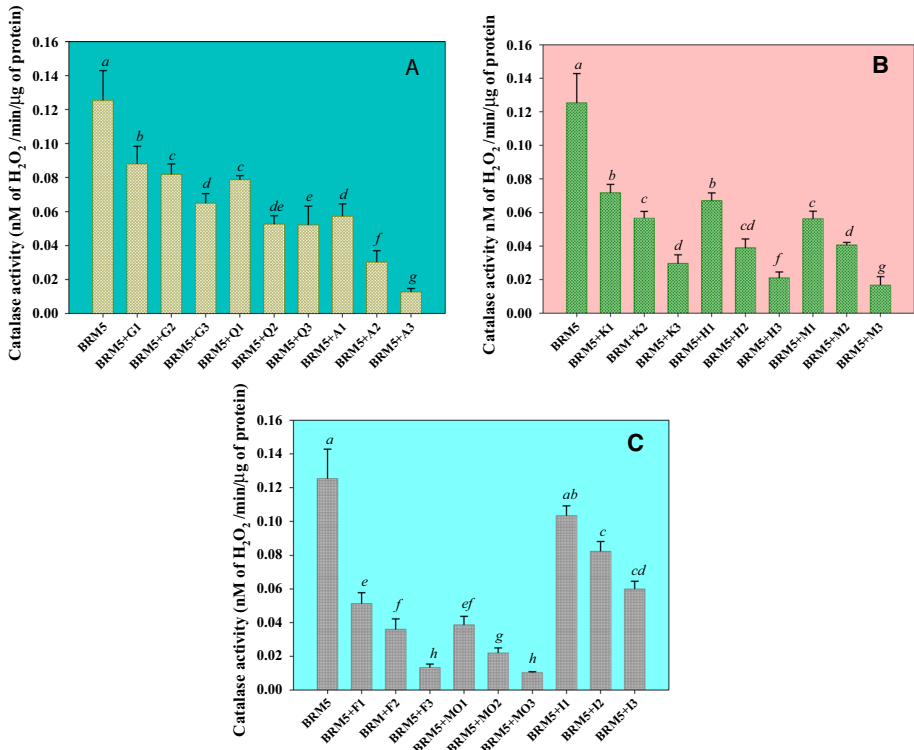 A
Catalase activity (nM of H₂O₂ /min/µg of protein)
0.16
0.14
0.12
0.10
0.08
0.06
0.04
0.02
0.00
a
b
c
d
c
de
e
d
f
g
BRM5
BRM5+G1
BRM5+G2
BRM5+G3
BRM5+Q1
BRM5+Q2
BRM5+Q3
BRM5+A1
BRM5+A2
BRM5+A3
B
Catalase activity nM of H₂O₂ /min/µg of protein)
0.16
0.14
0.12
0.10
0.08
0.06
0.04
0.02
0.00
a
b
c
d
b
cd
f
c
d
g
BRM5
BRM5+K1
BRM+K2
BRM5+K3
BRM5+H1
BRM5+H2
BRM5+H3
BRM5+M1
BRM5+M2
BRM5+M3
C
Catalase activity (nM of H₂O₂ /min/µg of protein)
0.16
0.14
0.12
0.10
0.08
0.06
0.04
0.02
0.00
a
e
f
h
ef
g
h
ab
c
cd
BRM5
BRM5+F1
BRM+F2
BRM5+F3
BRM5+MO1
BRM5+MO2
BRM5+MO3
BRM5+I1
BRM5+I2
BRM5+I3